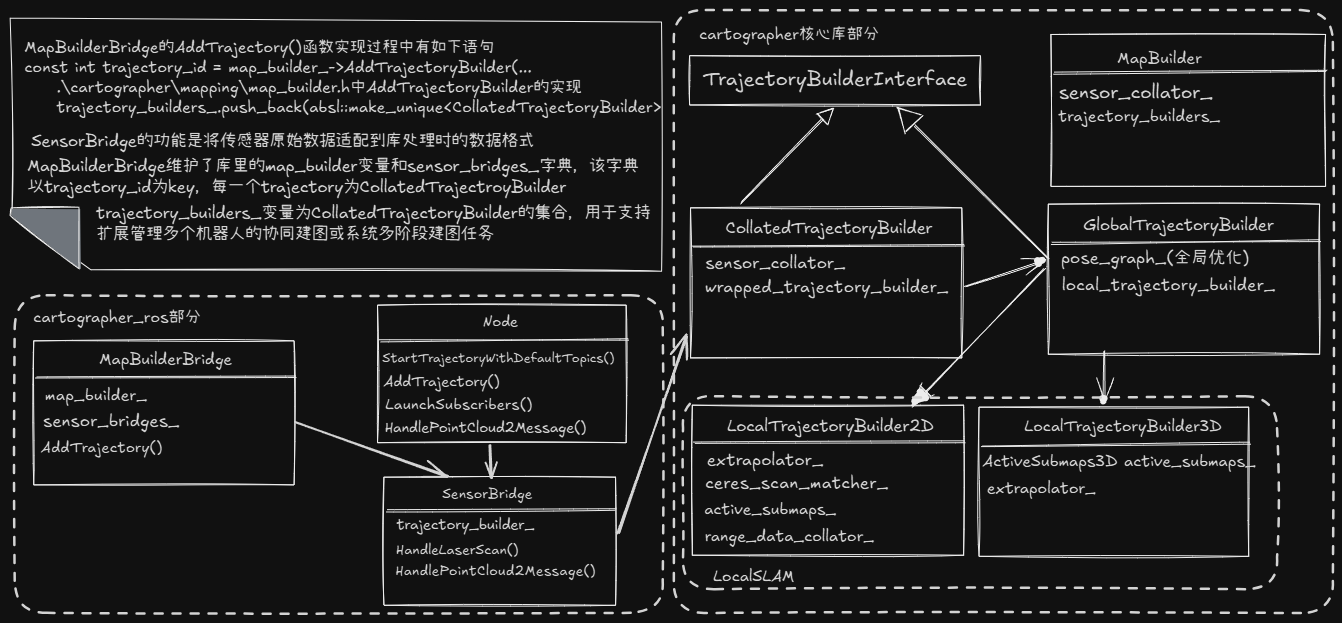 MapBuilderBridge的AddTrajectory()函数实现过程中有如下语句
const int trajectory_id = map_builder_->AddTrajectoryBuilder(...
.\cartographer\mapping\map_builder.h中AddTrajectoryBuilder的实现
trajectory_builders_.push_back(absl::make_unique<CollatedTrajectoryBuilder>
SensorBridge的功能是将传感器原始数据适配到库处理时的数据格式
MapBuilderBridge维护了库里的map_builder变量和sensor_bridges_字典，该字典
以trajectory_id为key，每一个trajectory为CollatedTrajectroyBuilder
trajectory_builders_变量为CollatedTrajectoryBuilder的集合，用于支持
扩展管理多个机器人的协同建图或系统多阶段建图任务
cartographer_ros部分
MapBuilderBridge
map_builder_
sensor_bridges_
AddTrajectory()
Node
StartTrajectoryWithDefaultTopics()
AddTrajectory()
LaunchSubscribers()
HandlePointCloud2Message()
SensorBridge
trajectory_builder_
HandleLaserScan()
HandlePointCloud2Message()
cartographer核心库部分
TrajectoryBuilderInterface
MapBuilder
sensor_collator_
trajectory_builders_
CollatedTrajectoryBuilder
sensor_collator_
wrapped_trajectory_builder_
GlobalTrajectoryBuilder
pose_graph_(全局优化)
local_trajectory_builder_
LocalTrajectoryBuilder2D
extrapolator_
ceres_scan_matcher_
active_submaps_
range_data_collator_
LocalTrajectoryBuilder3D
ActiveSubmaps3D active_submaps_
extrapolator_
LocalSLAM